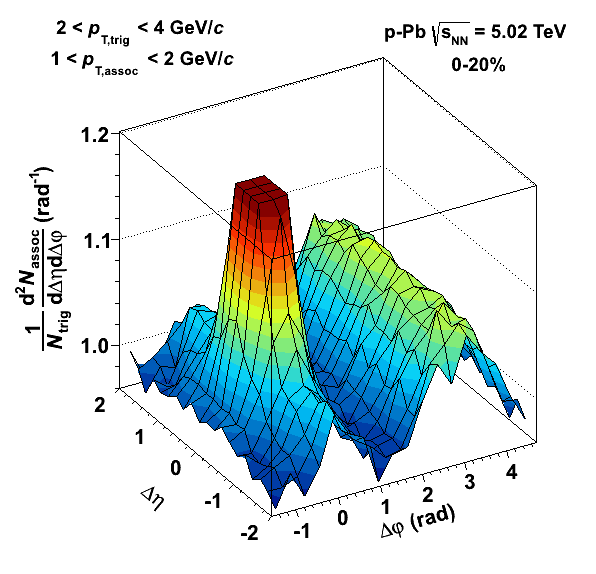 2 < pT,trig < 4 GeV/c
1 < pT,assoc < 2 GeV/c
p-Pb √sNN = 5.02 TeV
0-20%
1/Ntrig d²Nassoc/dΔηdΔφ (rad⁻¹)
1.2
1.1
1.0
2
1
0
-1
-2
Δη
-1
0
1
2
3
4
Δφ (rad)